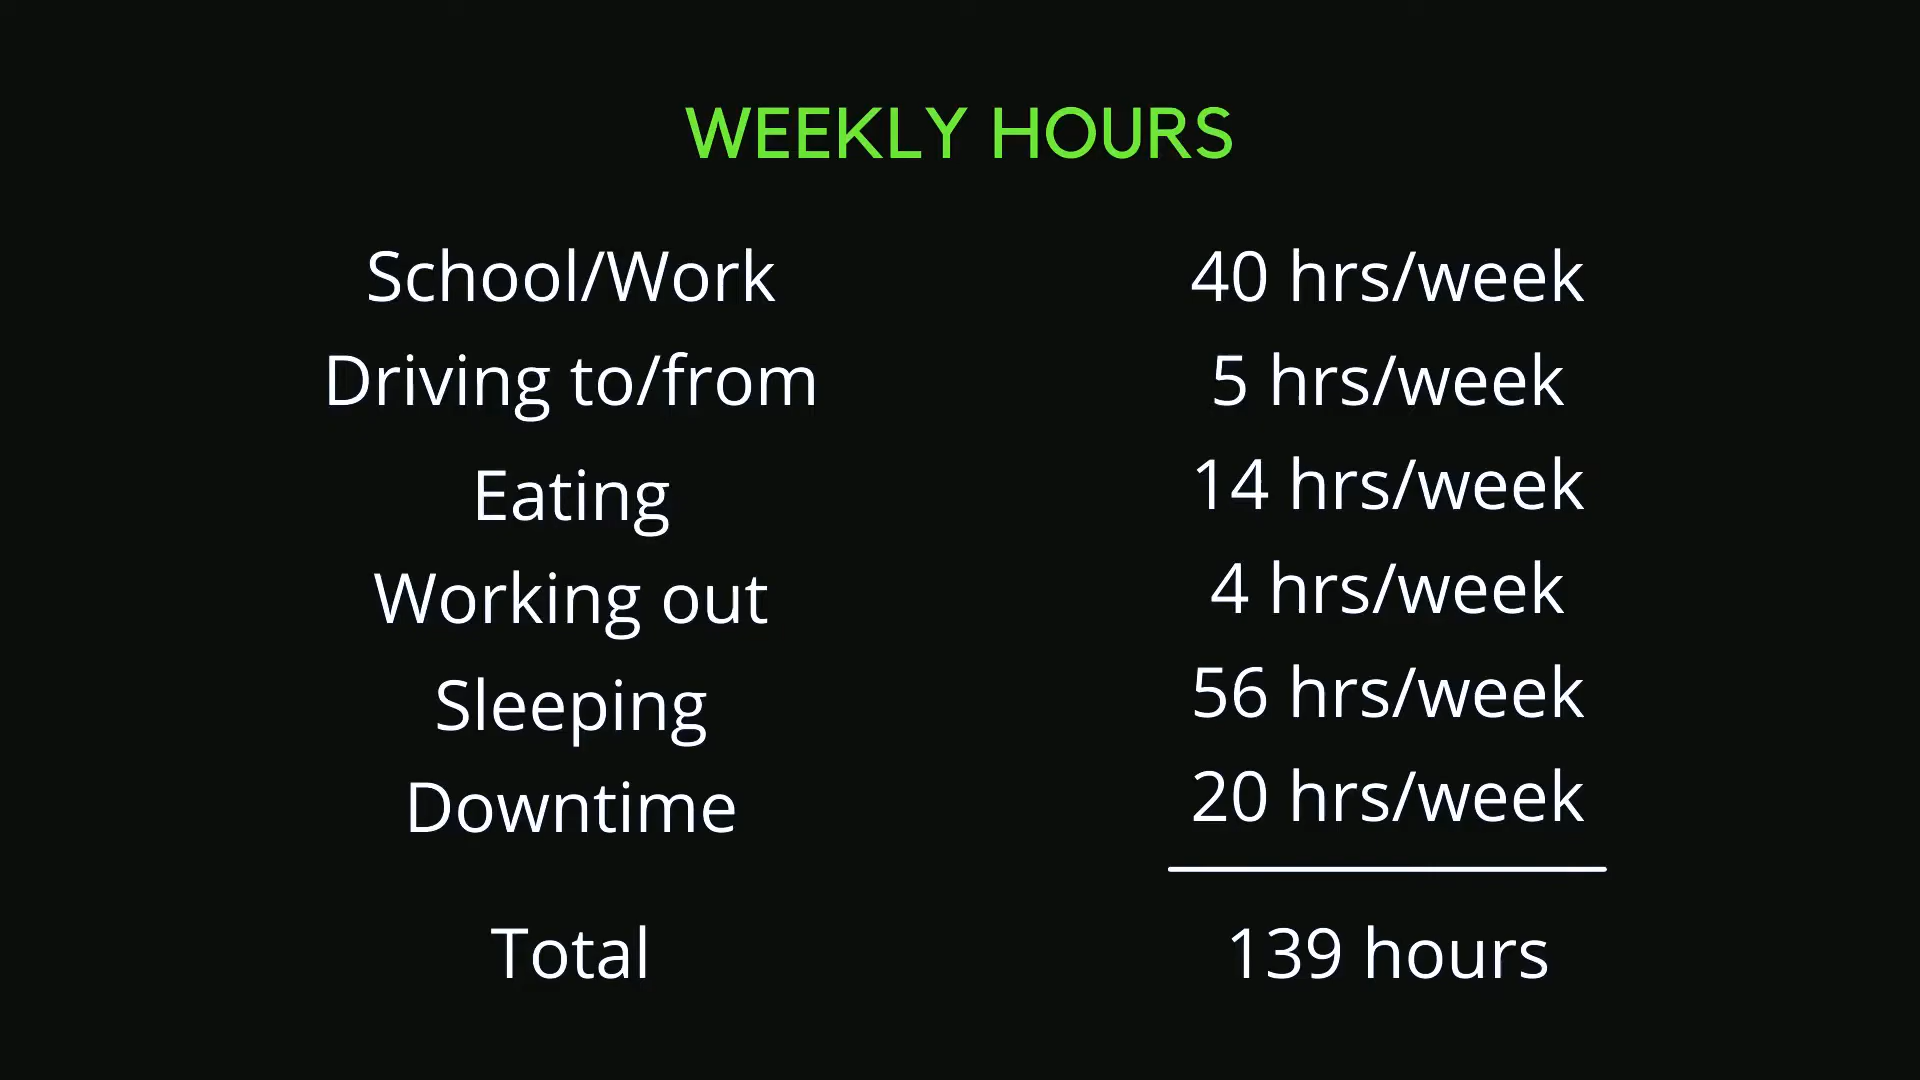 WEEKLY HOURS
School/Work 40 hrs/week
Driving to/from 5 hrs/week
Eating 14 hrs/week
Working out 4 hrs/week
Sleeping 56 hrs/week
Downtime 20 hrs/week
Total 139 hours